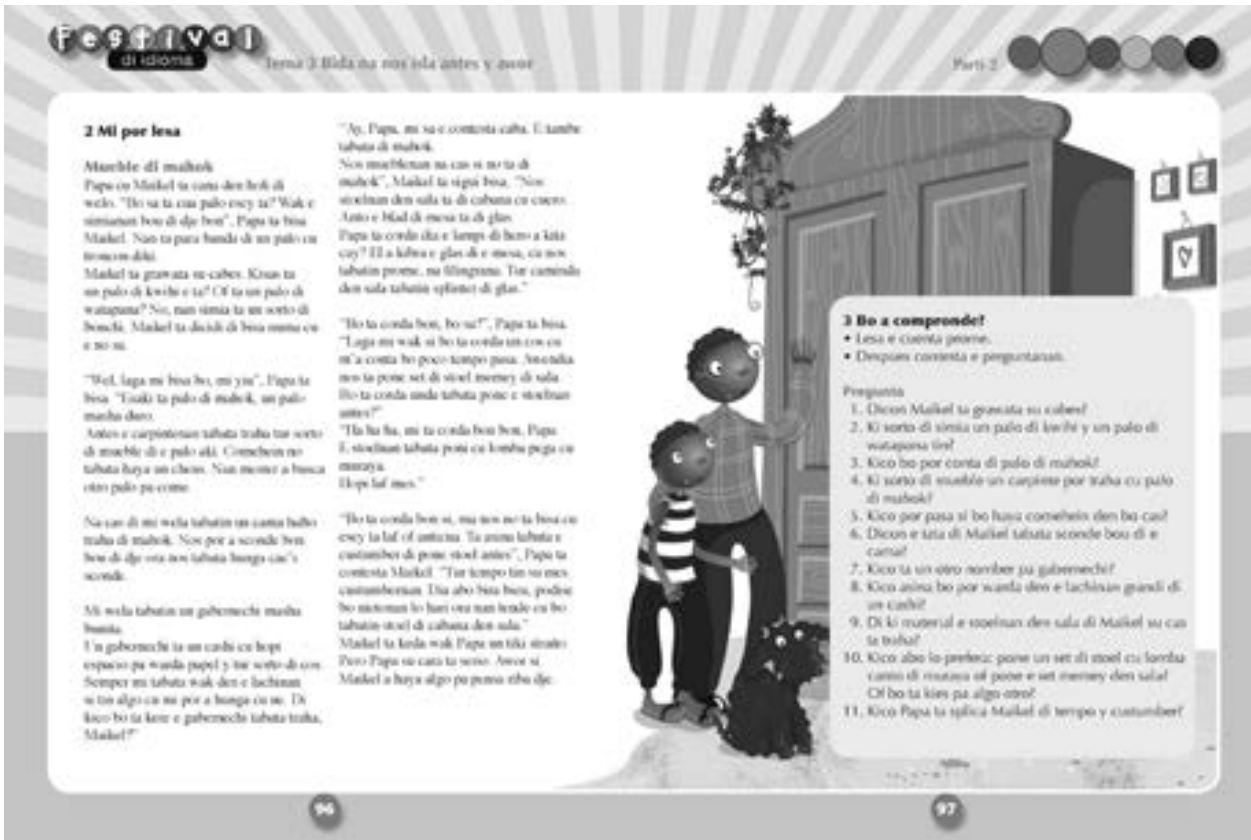 Festival
di idioma
Tema 3 Bida na nos isla antes y awor
Parti 2
2 Mi por lesa
Mueble di mahok
Papa cu Maikel ta cana den hofi di
welo. "Bo sa ta cua palo esey ta? Wak e
simianan bou di dje bon", Papa ta bisa
Maikel. Nan ta para banda di un palo cu
troncon diki.
Maikel ta grawata su cabes. Kisas ta
un palo di kwihi e ta? Of ta un palo di
watapana? No, nan simia ta un sorto di
bonchi. Maikel ta dicidi di bisa numa cu
e no sa.
"Wel, laga mi bisa bo, mi yiu", Papa ta
bisa. "Esaki ta palo di mahok, un palo
masha duro.
Antes e carpintenan tabata traha tur sorto
di mueble di e palo aki. Comehein no
tabata haya un chens. Nan mester a busca
otro palo pa come.
Na cas di mi wela tabatin un cama halto
traha di mahok. Nos por a sconde bon
bou di dje ora nos tabata hunga cac's
sconde.
Mi wela tabatin un gabernechi masha
bunita.
Un gabernechi ta un cashi cu hopi
espacio pa warda papel y tur sorto di cos.
Semper mi tabata wak den e lachinan
si tin algo cu mi por a hunga cu ne. Di
kico bo ta kere e gabernechi tabata traha,
Maikel?"
"Ay, Papa, mi sa e contesta caba. E tambe
tabata di mahok.
Nos mueblenan na cas si no ta di
mahok", Maikel ta sigui bisa. "Nos
stoelnan den sala ta di cabana cu cuero.
Anto e blad di mesa ta di glas.
Papa ta corda dia e lampi di hero a kita
cay? El a kibra e glas di e mesa, cu nos
tabatin prome, na filingrana. Tur caminda
den sala tabatin splinter di glas."
"Bo ta corda bon, bo sa?", Papa ta bisa.
"Laga mi wak si bo ta corda un cos cu
m'a conta bo poco tempo pasa. Awendia
nos ta pone set di stoel memey di sala.
Bo ta corda unda tabata pone e stoelnan
antes?"
"Ha ha ha, mi ta corda bon bon, Papa.
E stoelnan tabata poni cu lomba pega cu
muraya.
Hopi laf mes."
"Bo ta corda bon si, ma nos no ta bisa cu
esey ta laf of anticua. Ta asina tabata e
custumber di pone stoel antes", Papa ta
contesta Maikel. "Tur tempo tin su mes
custumbernan. Dia abo bira bieu, podise
bo nietonan lo hari ora nan tende cu bo
tabatin stoel di cabana den sala."
Maikel ta keda wak Papa un tiki straño
Pero Papa su cara ta serio. Awor si
Maikel a haya algo pa pensa riba dje.
3 Bo a compronde?
• Lesa e cuenta prome.
• Despues contesta e preguntanan.
Pregunta
1. Dicon Maikel ta grawata su cabes?
2. Ki sorto di simia un palo di kwihi y un palo di
watapana tin?
3. Kico bo por conta di palo di mahok?
4. Ki sorto di mueble un carpinte por traha cu palo
di mahok?
5. Kico por pasa si bo haya comehein den bo cas?
6. Dicon e tata di Maikel tabata sconde bou di e
cama?
7. Kico ta un otro nomber pa gabernechi?
8. Kico asina bo por warda den e lachinan grandi di
un cashi?
9. Di ki material e stoelnan den sala di Maikel su cas
ta traha?
10. Kico abo lo prefera: pone un set di stoel cu lomba
canto di muraya of pone e set memey den sala?
Of bo ta kies pa algo otro?
11. Kico Papa ta splica Maikel di tempo y custumber?
96
97